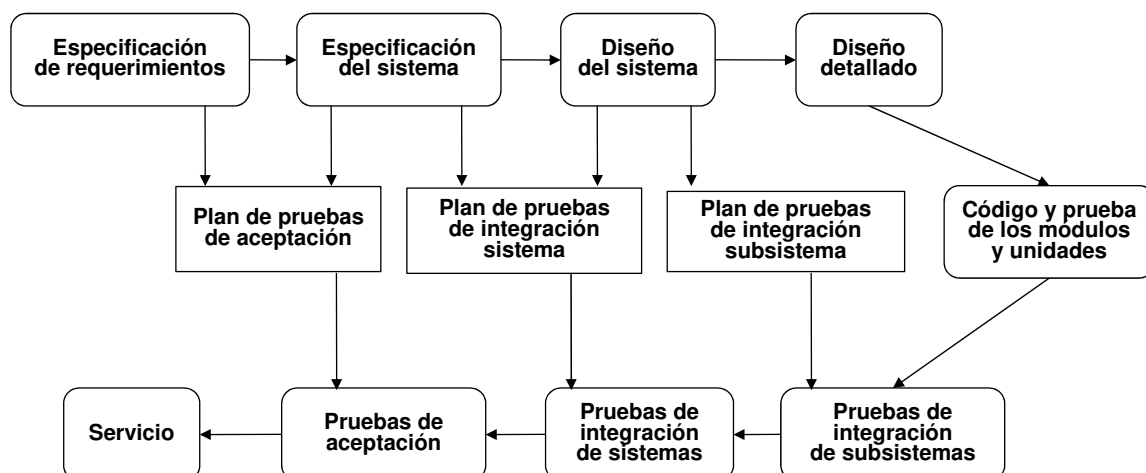 Especificación
de requerimientos
Especificación
del sistema
Diseño
del sistema
Diseño
detallado
Plan de pruebas
de aceptación
Plan de pruebas
de integración
sistema
Plan de pruebas
de integración
subsistema
Código y prueba
de los módulos
y unidades
Servicio
Pruebas de
aceptación
Pruebas de
integración
de sistemas
Pruebas de
integración
de subsistemas